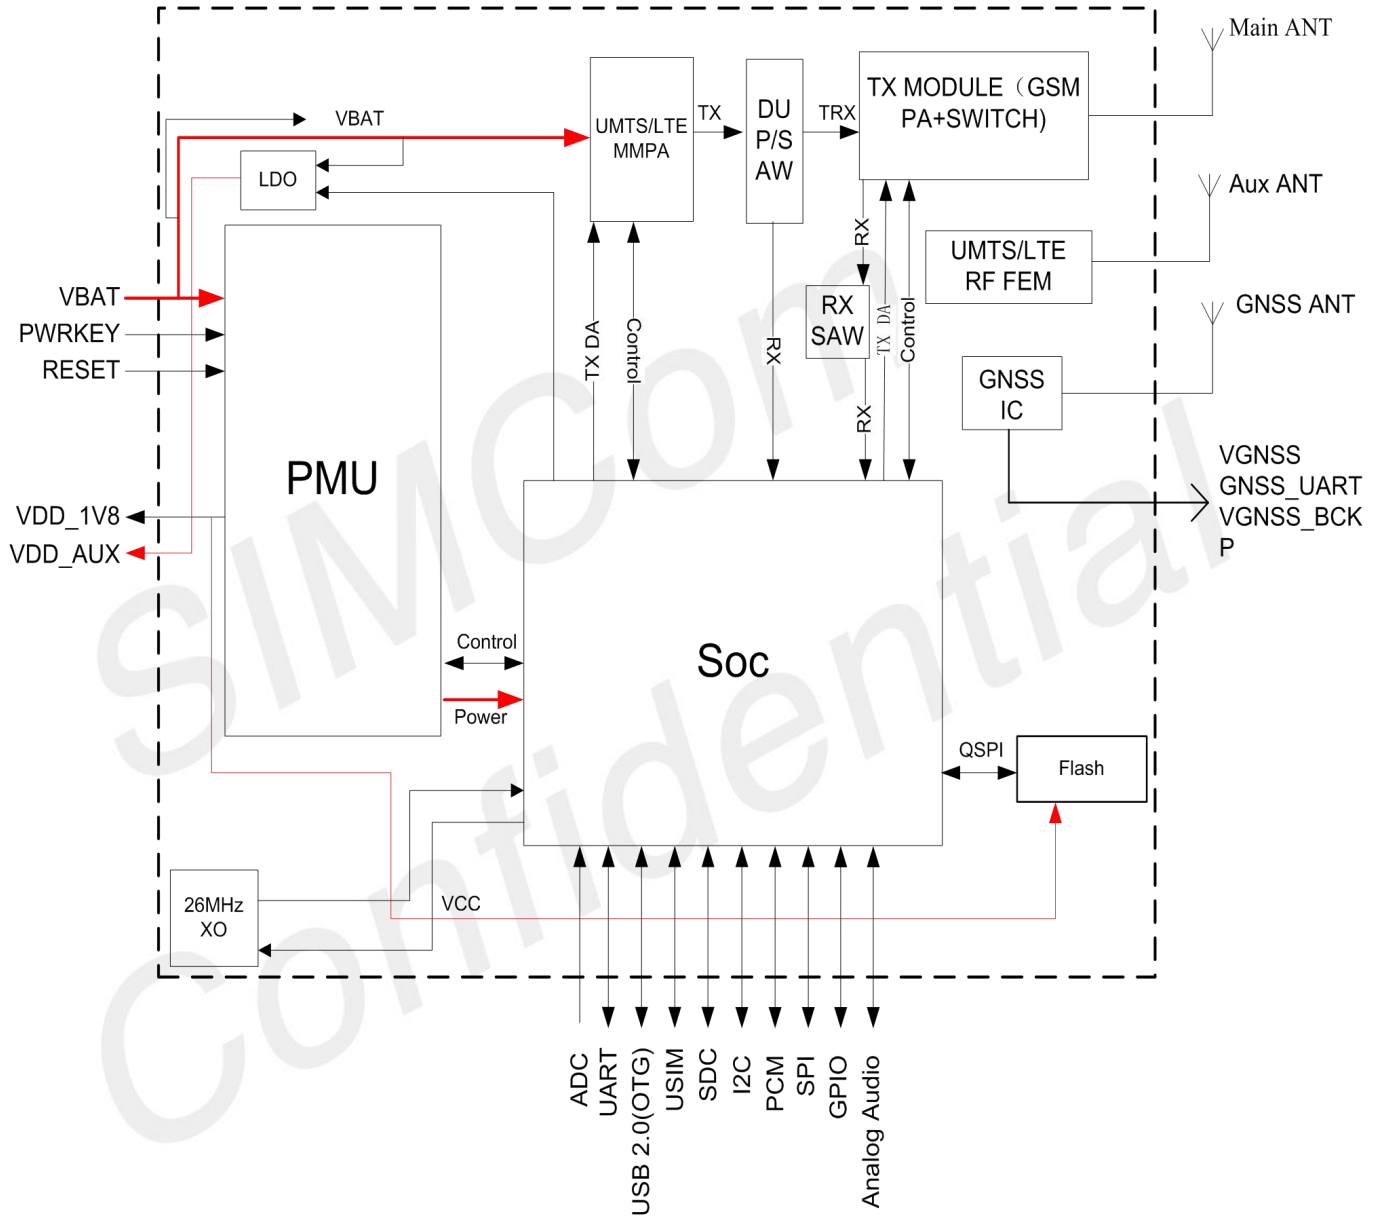 Main ANT
VBAT
UMTS/LTE
MMPA
TX
DU
P/S
AW
TRX
TX MODULE（GSM
PA+SWITCH)
LDO
Aux ANT
RX
UMTS/LTE
RF FEM
VBAT
PWRKEY
RESET
TX DA
Control
RX
RX
SAW
TX DA
Control
GNSS ANT
GNSS
IC
RX
PMU
VGNSS
GNSS_UART
VGNSS_BCK
P
VDD_1V8
VDD_AUX
Control
Power
Soc
QSPI
Flash
26MHz
XO
VCC
ADC
UART
USB 2.0(OTG)
USIM
SDC
I2C
PCM
SPI
GPIO
Analog Audio
SIMCom
Confidential